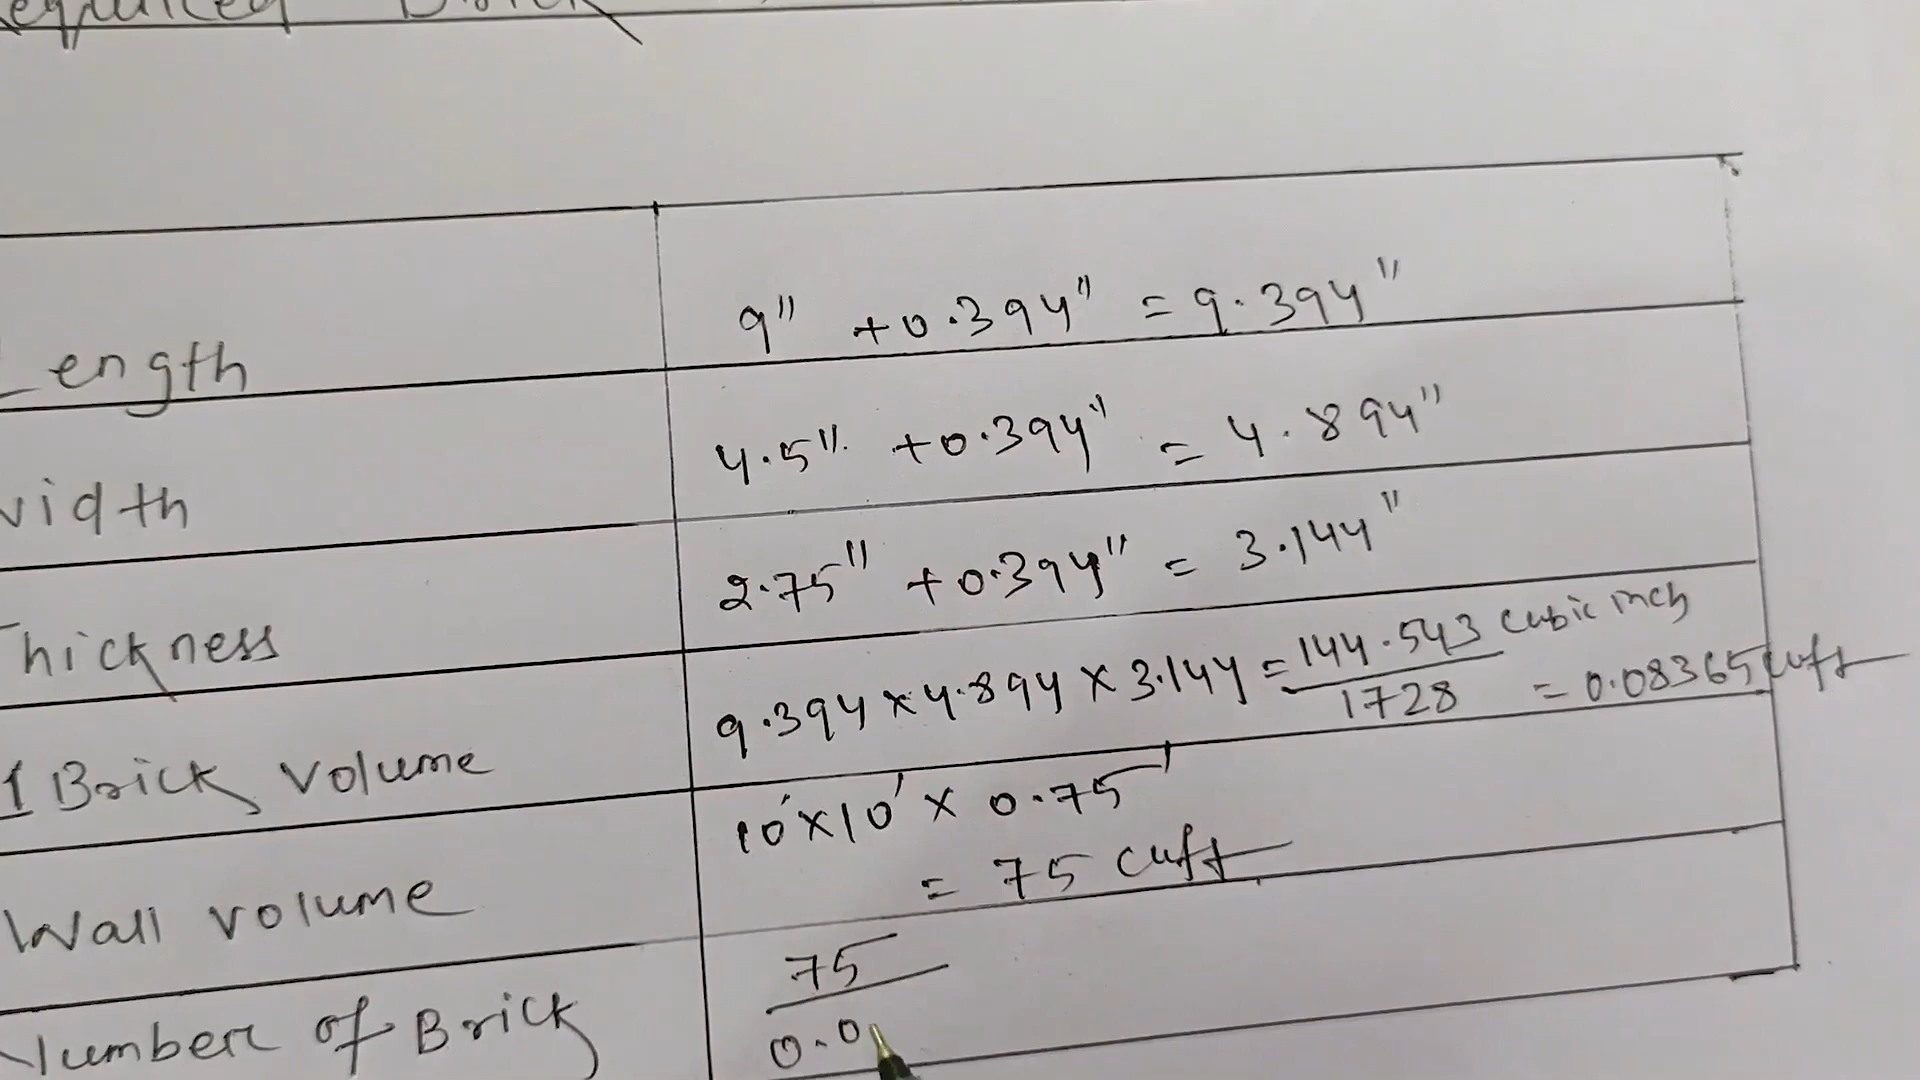 Length 9" + 0.394" = 9.394"
width 4.5" + 0.394" = 4.894"
Thickness 2.75" + 0.394" = 3.144"
1 Brick volume 9.394 x 4.894 x 3.144 = 144.543 cubic inch
1728 = 0.08365 cuft
Wall volume 10' x 10' x 0.75'
= 75 cuft
Number of Brick 75
0.0